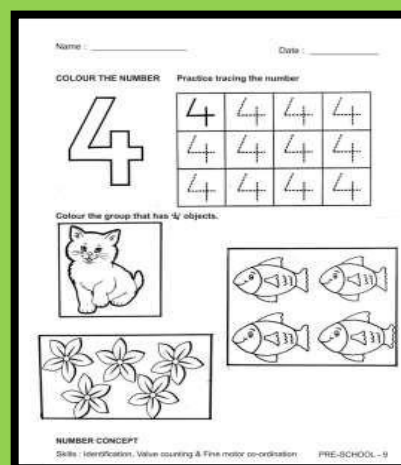 Name : ________________
Date : ____________
COLOUR THE NUMBER
Practice tracing the number
4
4 4 4 4
4 4 4 4
4 4 4 4
Colour the group that has '4' objects.
NUMBER CONCEPT
Skills : Identification, Value counting & Fine motor co-ordination
PRE-SCHOOL - 9